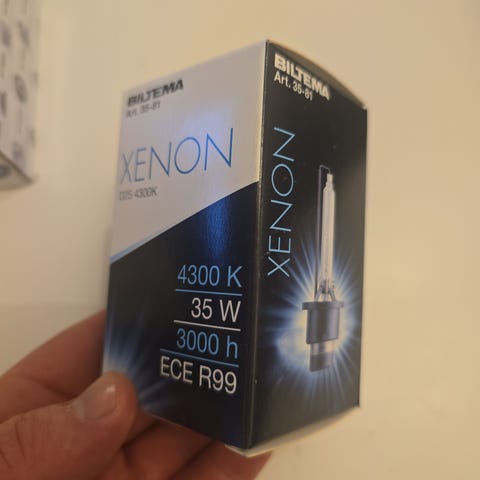 BILTEMA
Art. 35-81
XENON
D2S 4300K
4300 K
35 W
3000 h
ECE R99
BILTEMA
Art. 35-81
XENON